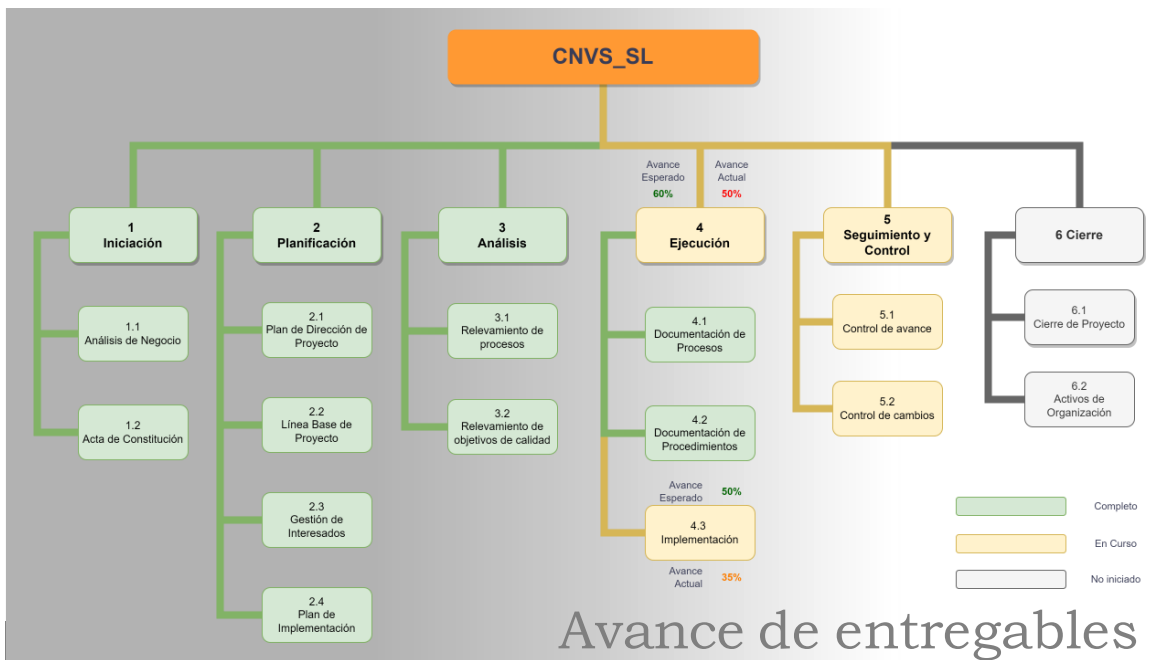 CNVS_SL
Avance
Esperado
60%
Avance
Actual
50%
1
Iniciación
2
Planificación
3
Análisis
4
Ejecución
5
Seguimiento y
Control
6 Cierre
1.1
Análisis de Negocio
1.2
Acta de Constitución
2.1
Plan de Dirección de
Proyecto
2.2
Línea Base de
Proyecto
2.3
Gestión de
Interesados
2.4
Plan de
Implementación
3.1
Relevamiento de
procesos
3.2
Relevamiento de
objetivos de calidad
4.1
Documentación de
Procesos
4.2
Documentación de
Procedimientos
Avance
Esperado
50%
4.3
Implementación
Avance
Actual
35%
5.1
Control de avance
5.2
Control de cambios
6.1
Cierre de Proyecto
6.2
Activos de
Organización
Completo
En Curso
No iniciado
Avance de entregables